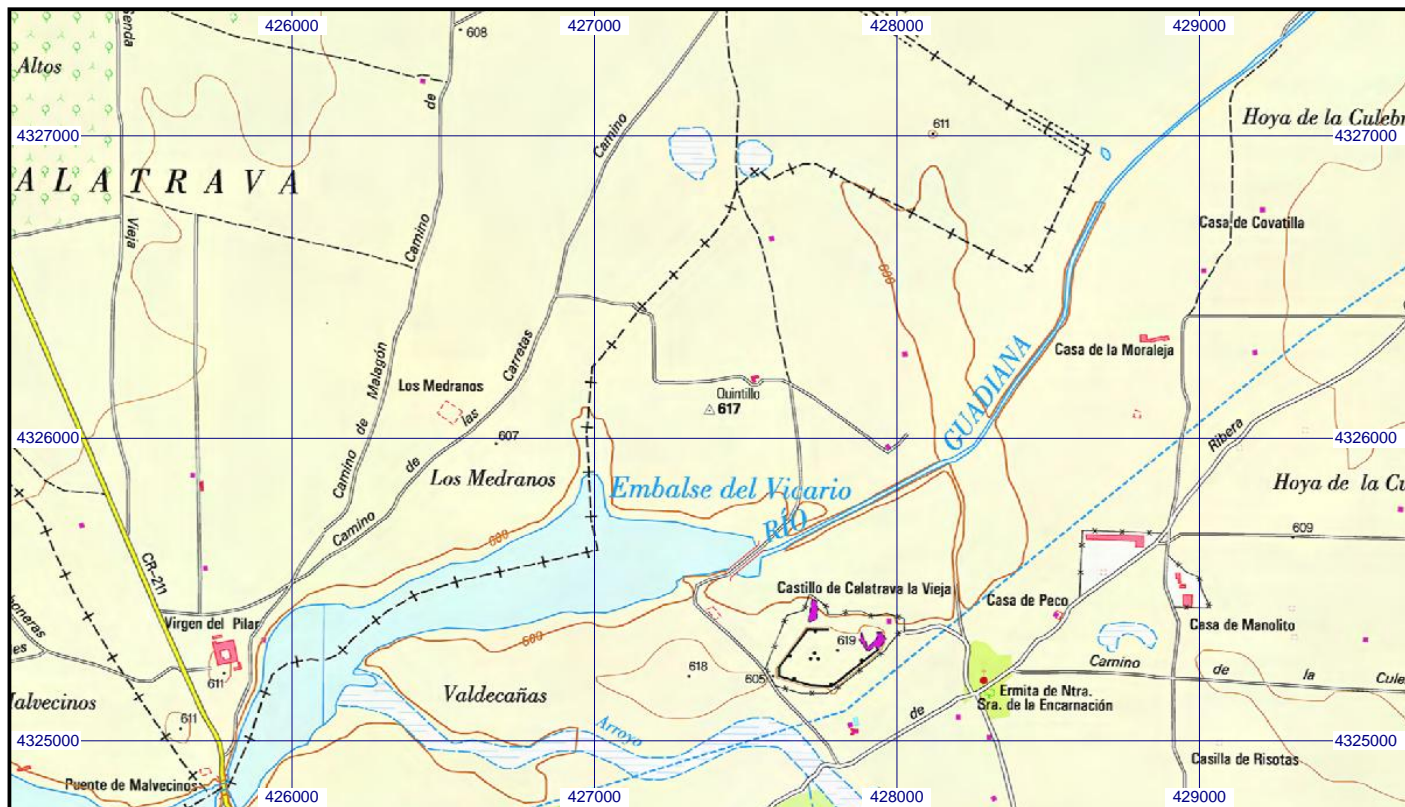 426000
427000
428000
429000
Senda
608
Altos
de
Camino
611
Hoya de la Culebr
4327000
4327000
ALATRAVA
Vieja
Camino
Casa de Covatilla
600
GUADIANA
Casa de la Moraleja
Malagón
Carretas
Los Medranos
Quintillo
617
de
las
607
4326000
4326000
Ribera
de
Camino
Los Medranos
Embalse del Vicario
Hoya de la Cu
RÍO
Camino
600
609
CR-211
Castillo de Calatrava la Vieja
Casa de Peco
Virgen del Pilar
Casa de Manolito
600
619
611
618
605
Camino
de
la
Cule
Valdecañas
Ermita de Ntra.
Sra. de la Encarnación
de
611
Arroyo
4325000
4325000
Puente de Malvecinos
Casilla de Risotas
426000
427000
428000
429000